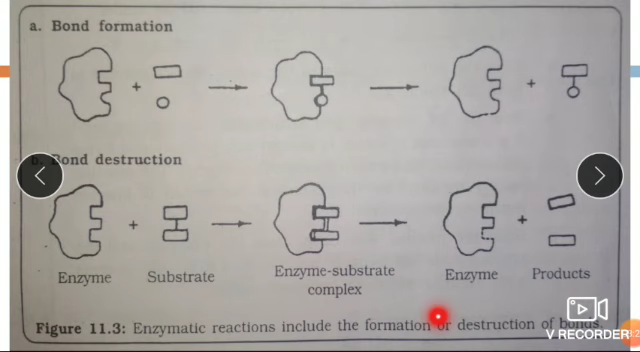 a. Bond formation
+
+
b. Bond destruction
+
+
Enzyme Substrate Enzyme-substrate complex Enzyme Products
Figure 11.3: Enzymatic reactions include the formation or destruction of bonds.
V RECORDER